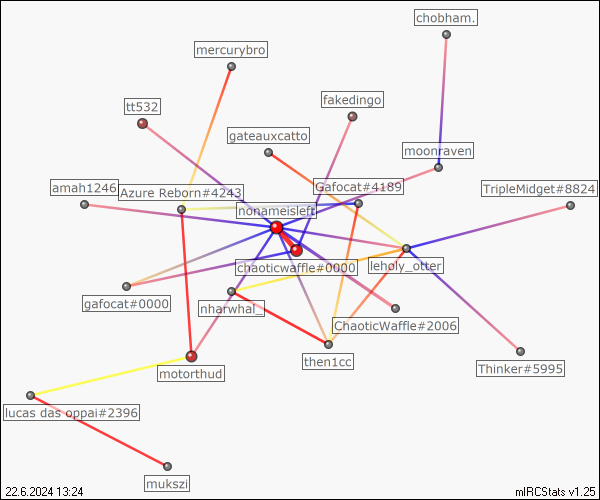 chobham.
mercurybro
fakedingo
tt532
gateauxcatto
moonraven
amah1246
Azure Reborn#4243
Gafocat#4189
TripleMidget#8824
nonameisleft
chaoticwaffle#0000
leholy_otter
gafocat#0000
nharwhal_
ChaoticWaffle#2006
then1cc
Thinker#5995
motorthud
lucas das oppai#2396
mukszi
22.6.2024 13:24
mIRCStats v1.25